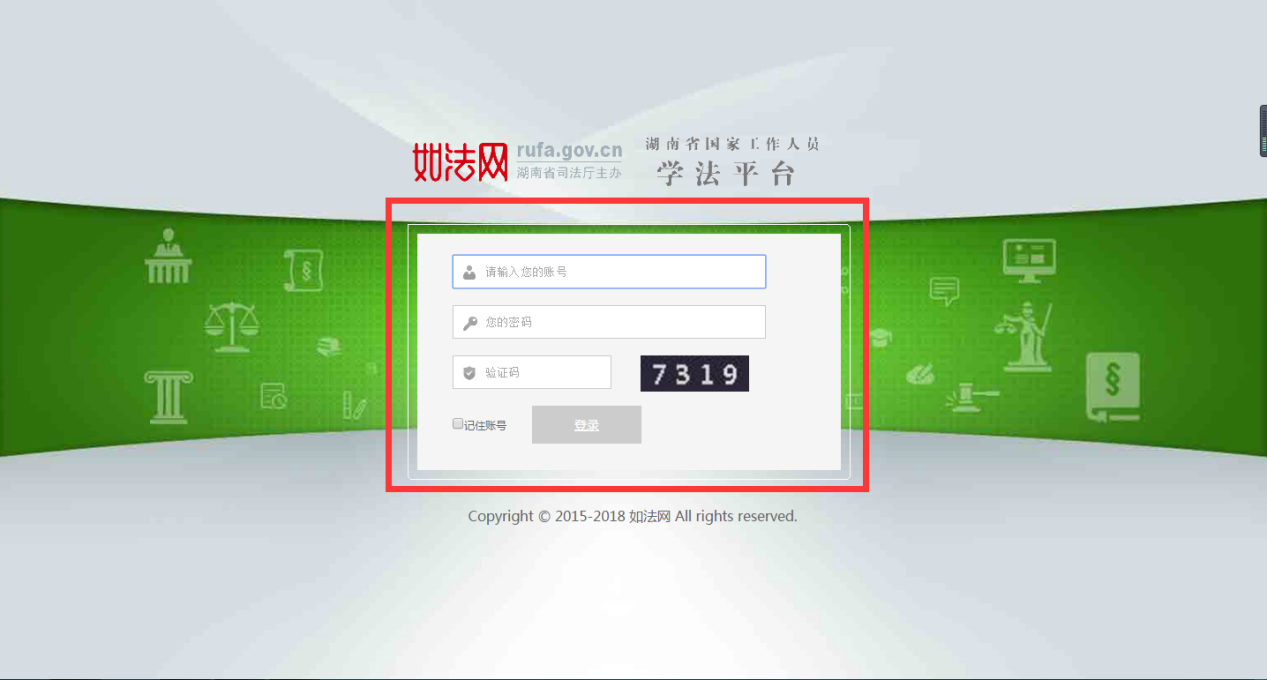 如法网
rufa.gov.cn
湖南省司法厅主办
湖南省国家工作人员
学法平台
请输入您的账号
您的密码
验证码
7319
记住账号
登录
Copyright © 2015-2018 如法网 All rights reserved.